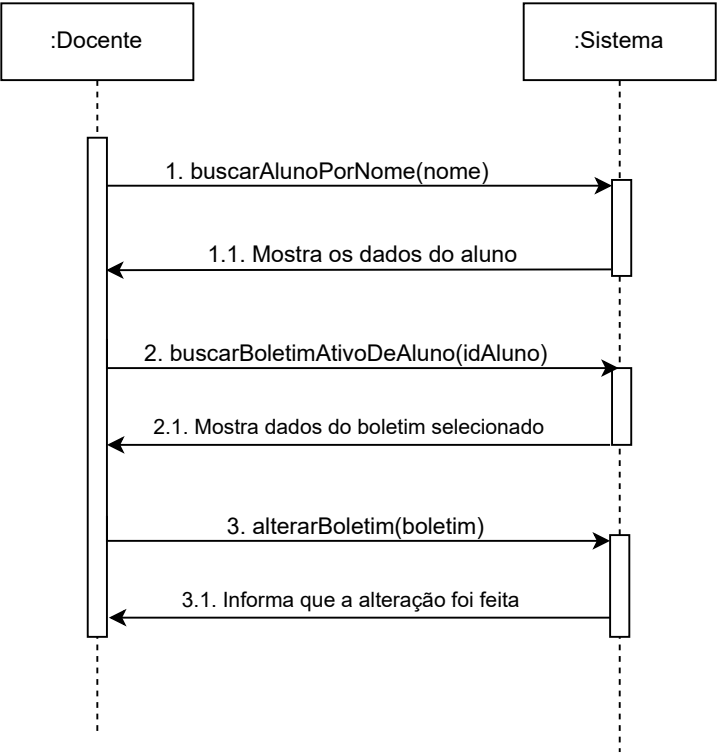 :Docente
:Sistema
1. buscarAlunoPorNome(nome)
1.1. Mostra os dados do aluno
2. buscarBoletimAtivoDeAluno(idAluno)
2.1. Mostra dados do boletim selecionado
3. alterarBoletim(boletim)
3.1. Informa que a alteração foi feita